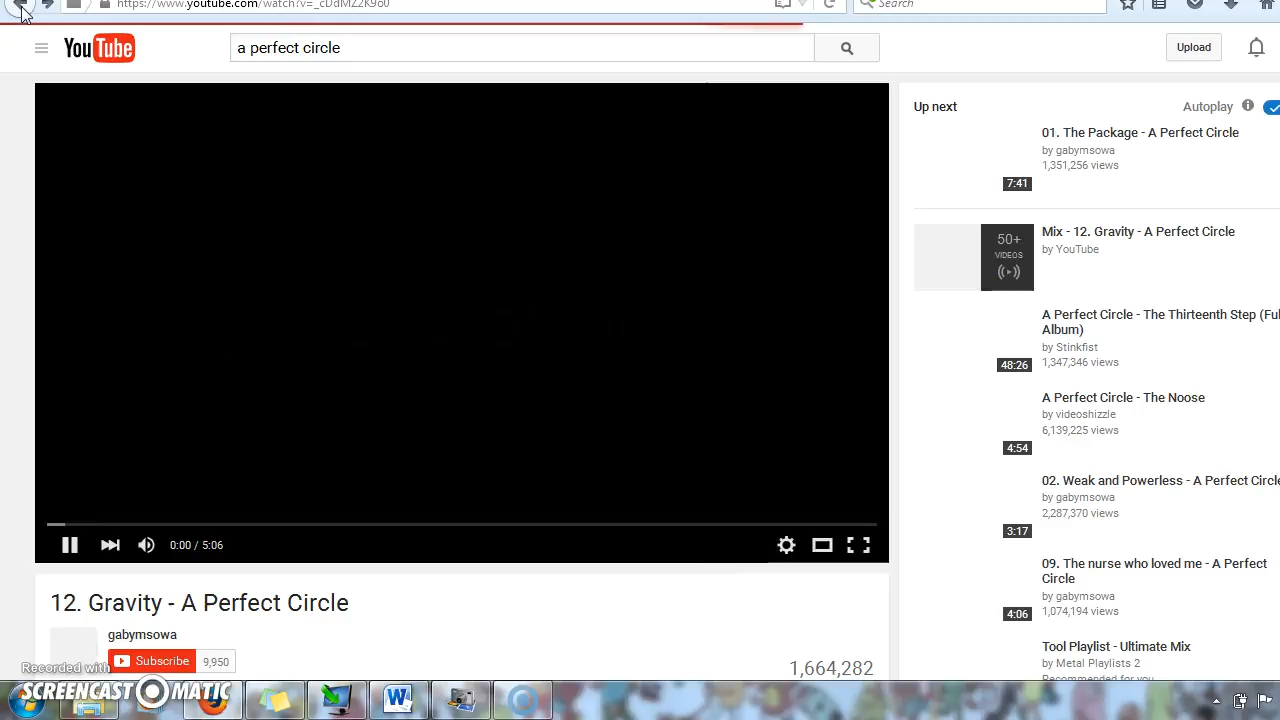 https://www.youtube.com/watch?v=_cDdMZ2K9o0
Search
YouTube
a perfect circle
Upload
Up next
Autoplay
01. The Package - A Perfect Circle
by gabymsowa
1,351,256 views
7:41
50+
VIDEOS
Mix - 12. Gravity - A Perfect Circle
by YouTube
A Perfect Circle - The Thirteenth Step (Full
Album)
by Stinkfist
1,347,346 views
48:26
A Perfect Circle - The Noose
by videoshizzle
6,139,225 views
4:54
02. Weak and Powerless - A Perfect Circle
by gabymsowa
2,287,370 views
3:17
09. The nurse who loved me - A Perfect
Circle
by gabymsowa
1,074,194 views
4:06
Tool Playlist - Ultimate Mix
by Metal Playlists 2
Recommended for you
0:00 / 5:06
12. Gravity - A Perfect Circle
gabymsowa
Subscribe
9,950
1,664,282
Recorded with
SCREENCAST-O-MATIC